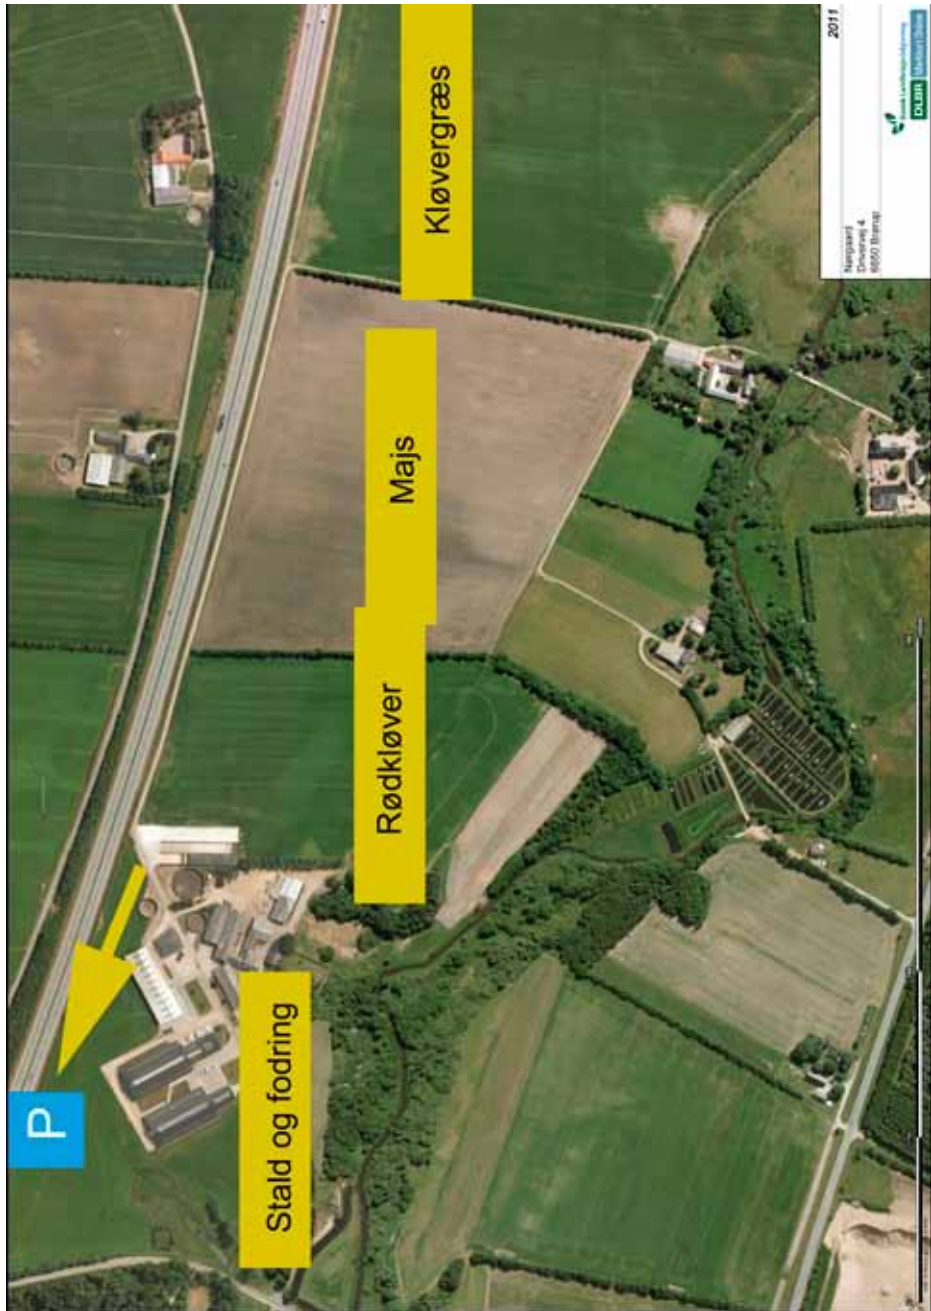 P
Stald og fodring
Rødkløver
Majs
Kløvergræs
2011
Nørgaard
Drivervej 4
6650 Brørup
DLBR